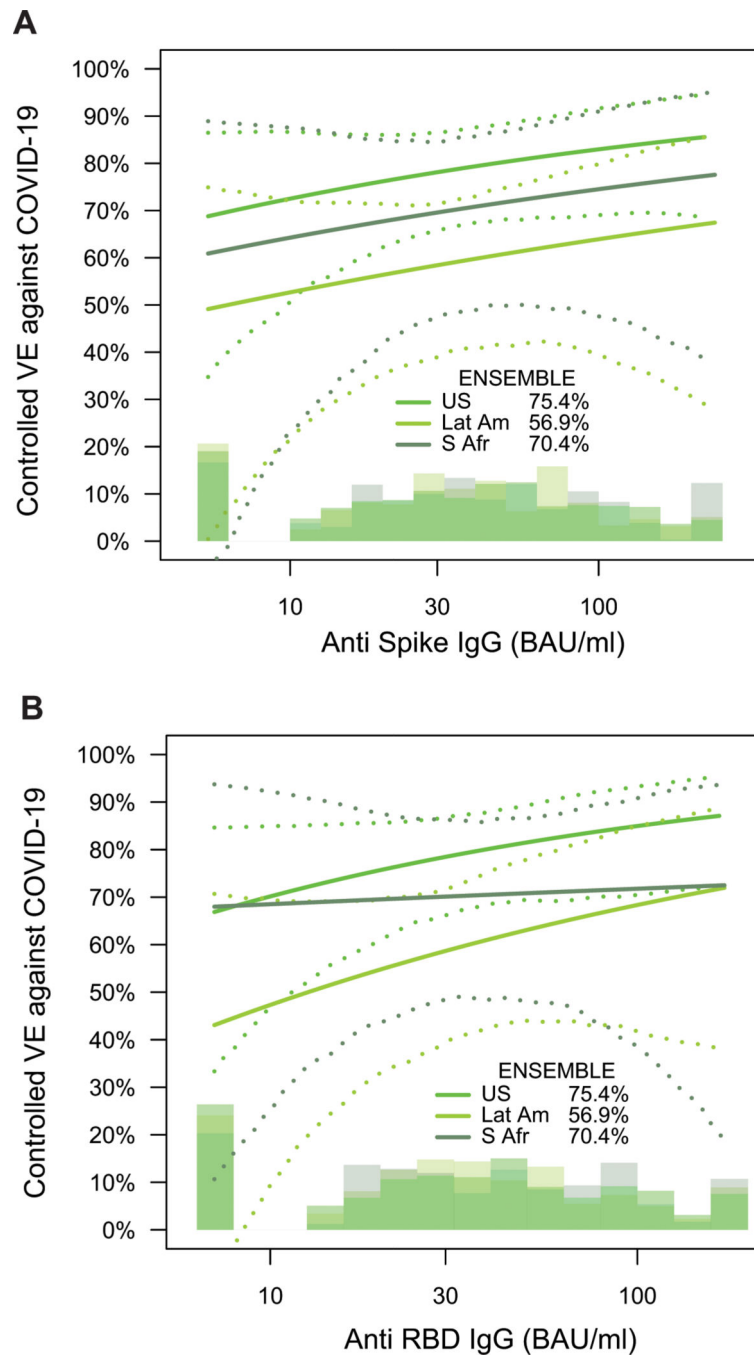 A
Controlled VE against COVID-19
100%
90%
80%
70%
60%
50%
40%
30%
20%
10%
0%
ENSEMBLE
US 75.4%
Lat Am 56.9%
S Afr 70.4%
10 30 100
Anti Spike IgG (BAU/ml)
B
Controlled VE against COVID-19
100%
90%
80%
70%
60%
50%
40%
30%
20%
10%
0%
ENSEMBLE
US 75.4%
Lat Am 56.9%
S Afr 70.4%
10 30 100
Anti RBD IgG (BAU/ml)